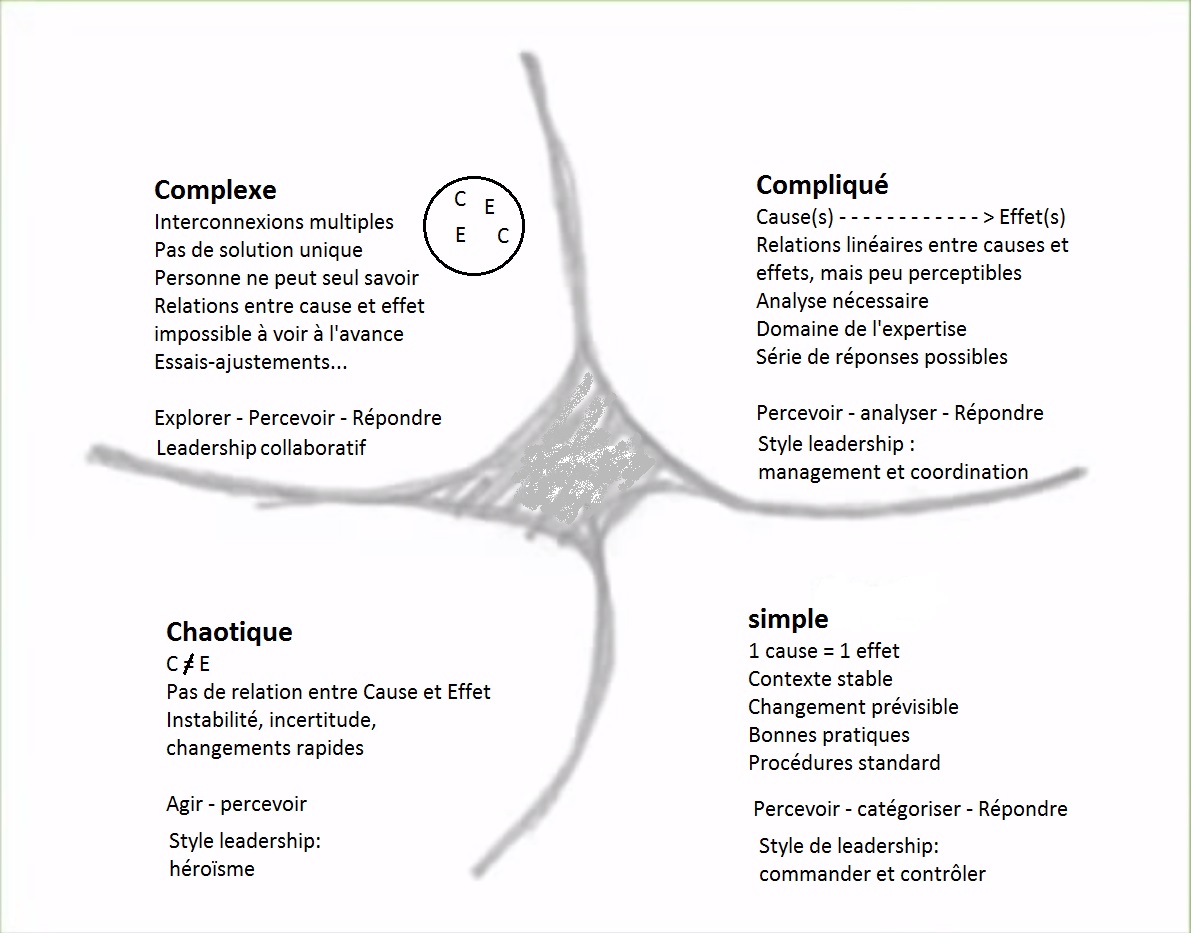 Complexe
Interconnexions multiples
Pas de solution unique
Personne ne peut seul savoir
Relations entre cause et effet
impossible à voir à l'avance
Essais-ajustements...
Explorer - Percevoir - Répondre
Leadership collaboratif
C E
E C
Compliqué
Cause(s) - - - - - - - - - - - - > Effet(s)
Relations linéaires entre causes et
effets, mais peu perceptibles
Analyse nécessaire
Domaine de l'expertise
Série de réponses possibles
Percevoir - analyser - Répondre
Style leadership :
management et coordination
Chaotique
C ≠ E
Pas de relation entre Cause et Effet
Instabilité, incertitude,
changements rapides
Agir - percevoir
Style leadership:
héroïsme
simple
1 cause = 1 effet
Contexte stable
Changement prévisible
Bonnes pratiques
Procédures standard
Percevoir - catégoriser - Répondre
Style de leadership:
commander et contrôler